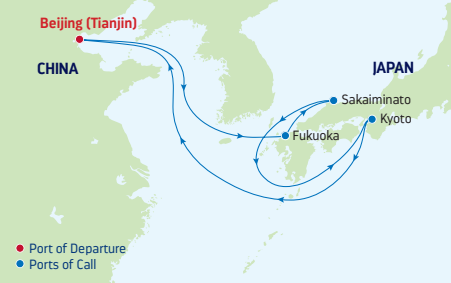 Beijing (Tianjin)
CHINA
JAPAN
Sakaiminato
Kyoto
Fukuoka
Port of Departure
Ports of Call